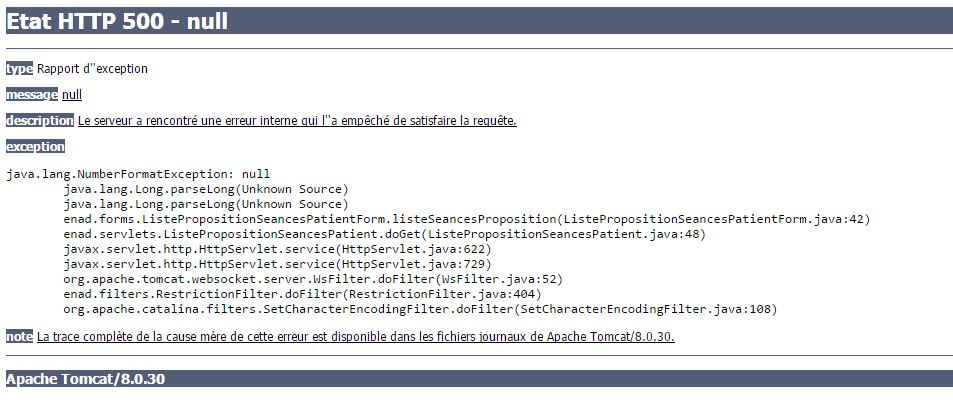 Etat HTTP 500 - null
type Rapport d''exception
message null
description Le serveur a rencontré une erreur interne qui l''a empêché de satisfaire la requête.
exception
java.lang.NumberFormatException: null
java.lang.Long.parseLong(Unknown Source)
java.lang.Long.parseLong(Unknown Source)
enad.forms.ListePropositionSeancesPatientForm.listeSeancesProposition(ListePropositionSeancesPatientForm.java:42)
enad.servlets.ListePropositionSeancesPatient.doGet(ListePropositionSeancesPatient.java:48)
javax.servlet.http.HttpServlet.service(HttpServlet.java:622)
javax.servlet.http.HttpServlet.service(HttpServlet.java:729)
org.apache.tomcat.websocket.server.WsFilter.doFilter(WsFilter.java:52)
enad.filters.RestrictionFilter.doFilter(RestrictionFilter.java:404)
org.apache.catalina.filters.SetCharacterEncodingFilter.doFilter(SetCharacterEncodingFilter.java:108)
note La trace complète de la cause mère de cette erreur est disponible dans les fichiers journaux de Apache Tomcat/8.0.30.
Apache Tomcat/8.0.30